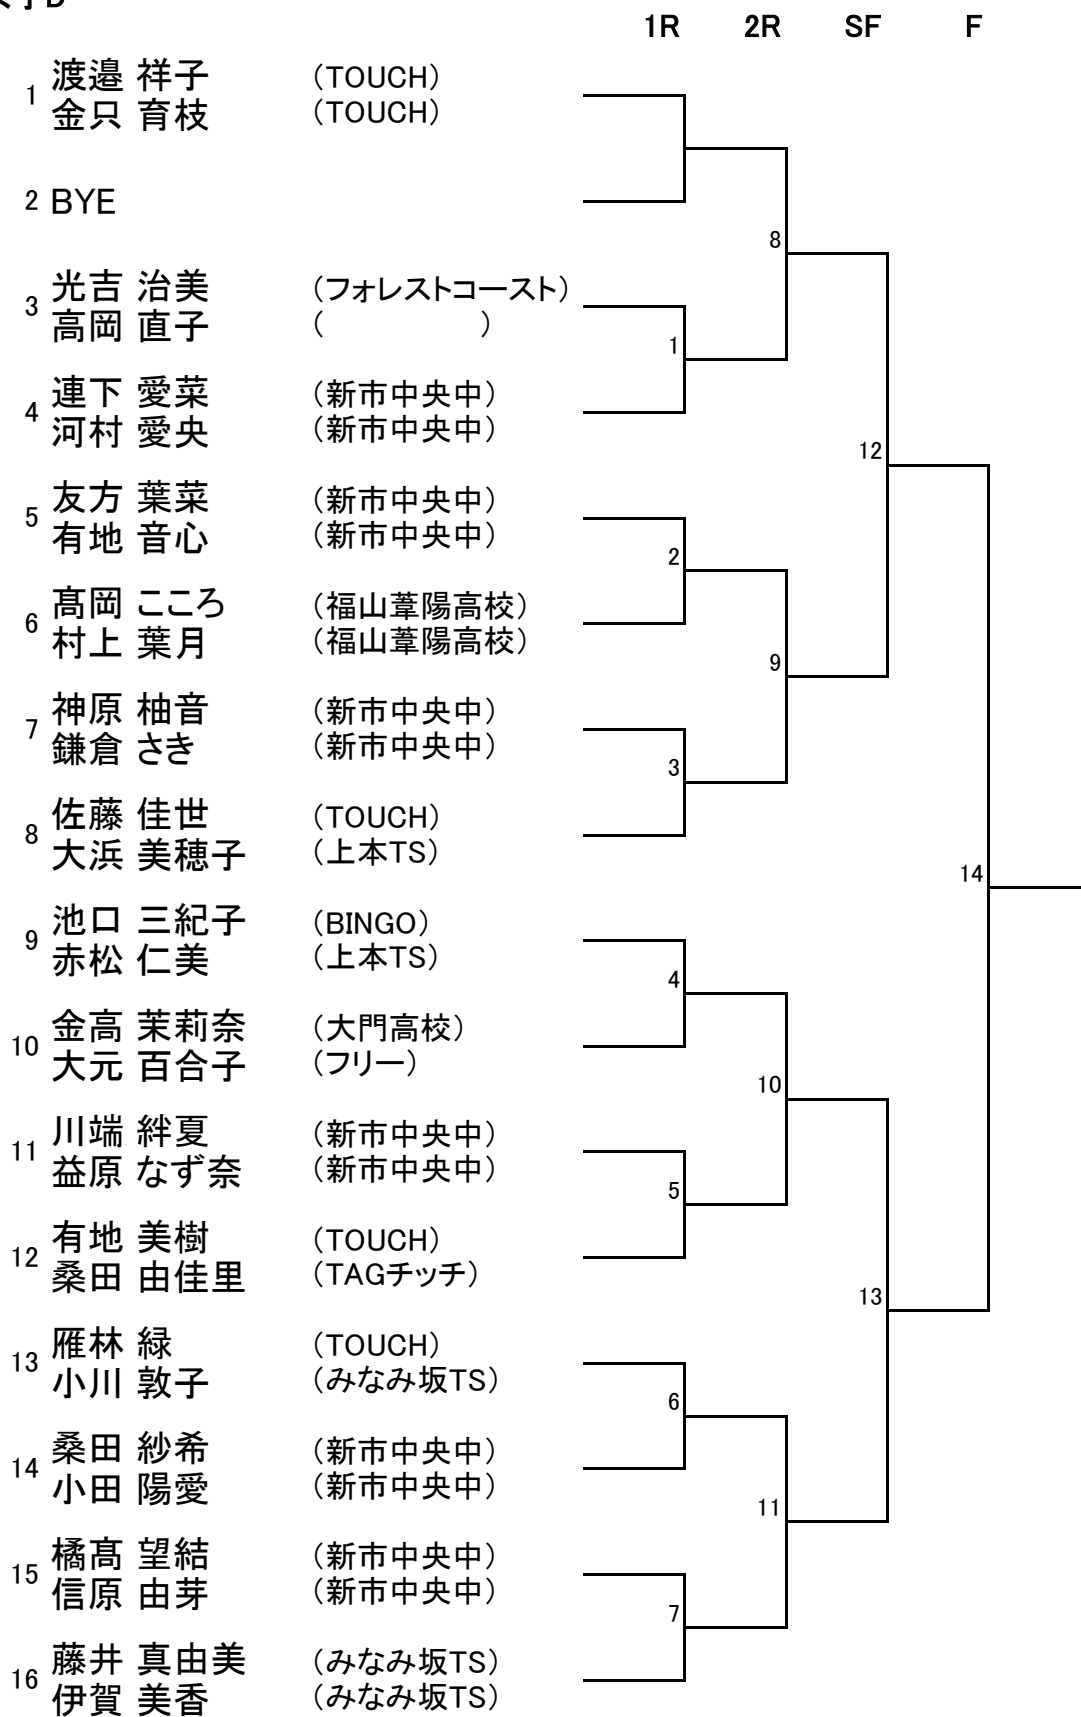 1R 2R SF F
1 渡邉 祥子 (TOUCH)
金只 育枝 (TOUCH)
2 BYE
8
3 光吉 治美 (フォレストコースト)
高岡 直子 ( )
1
4 連下 愛菜 (新市中央中)
河村 愛央 (新市中央中)
12
5 友方 葉菜 (新市中央中)
有地 音心 (新市中央中)
2
6 髙岡 こころ (福山葦陽高校)
村上 葉月 (福山葦陽高校)
9
7 神原 柚音 (新市中央中)
鎌倉 さき (新市中央中)
3
8 佐藤 佳世 (TOUCH)
大浜 美穂子 (上本TS)
14
9 池口 三紀子 (BINGO)
赤松 仁美 (上本TS)
4
10 金高 茉莉奈 (大門高校)
大元 百合子 (フリー)
10
11 川端 絆夏 (新市中央中)
益原 なず奈 (新市中央中)
5
12 有地 美樹 (TOUCH)
桑田 由佳里 (TAGチッチ)
13
13 雁林 緑 (TOUCH)
小川 敦子 (みなみ坂TS)
6
14 桑田 紗希 (新市中央中)
小田 陽愛 (新市中央中)
11
15 橘髙 望結 (新市中央中)
信原 由芽 (新市中央中)
7
16 藤井 真由美 (みなみ坂TS)
伊賀 美香 (みなみ坂TS)